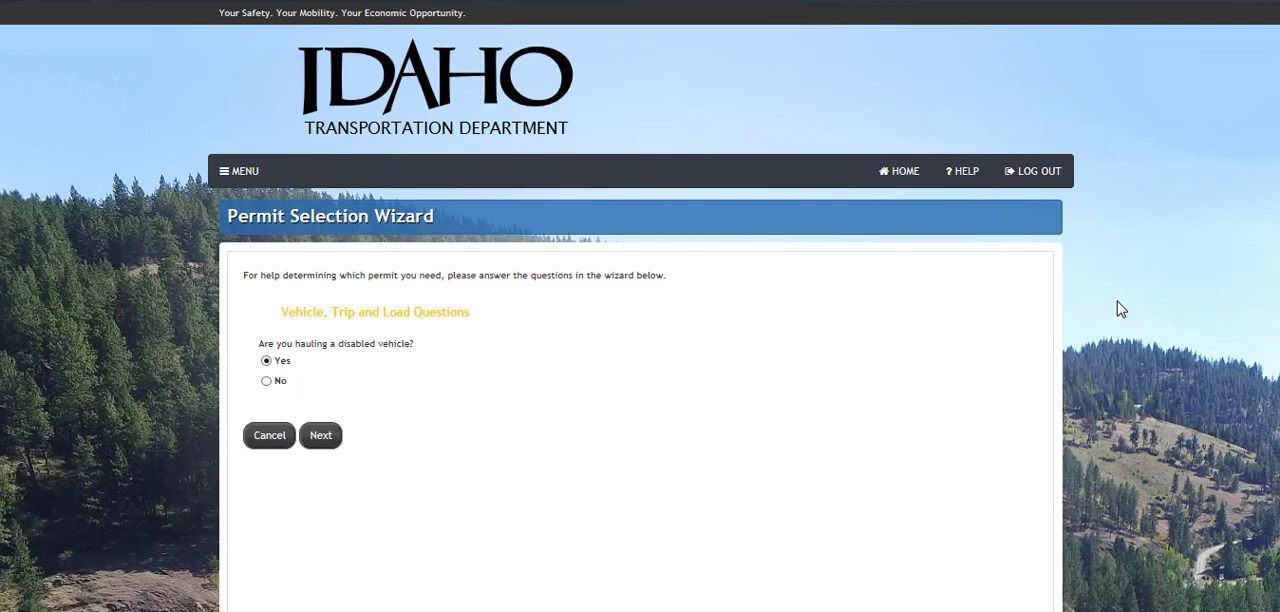 Your Safety. Your Mobility. Your Economic Opportunity.
IDAHO
TRANSPORTATION DEPARTMENT
MENU
HOME
? HELP
LOG OUT
Permit Selection Wizard
For help determining which permit you need, please answer the questions in the wizard below.
Vehicle, Trip and Load Questions
Are you hauling a disabled vehicle?
Yes
No
Cancel
Next